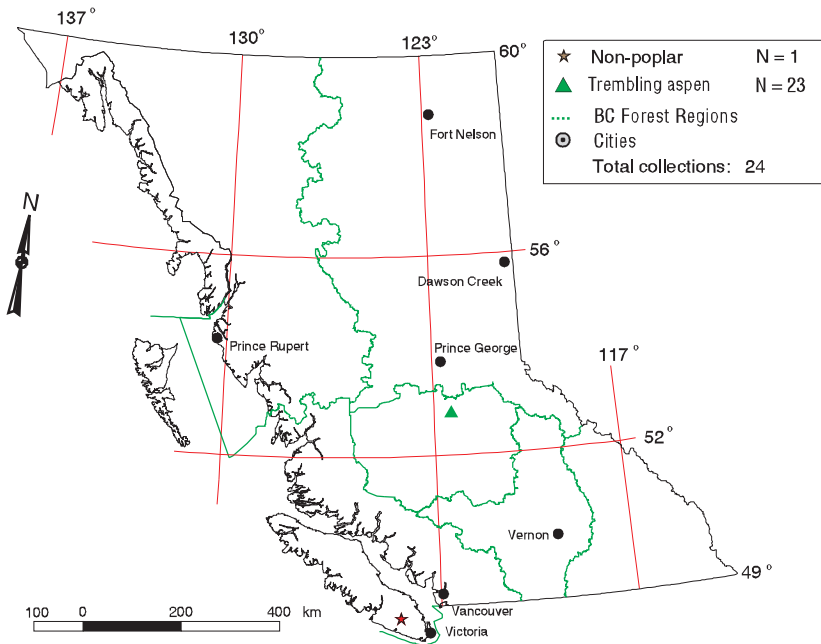 137°
130°
123°
60°
Non-poplar N = 1
Trembling aspen N = 23
BC Forest Regions
Cities
Total collections: 24
Fort Nelson
N
56°
Dawson Creek
Prince Rupert
Prince George
117°
52°
Vernon
49°
100 0 200 400 km
Vancouver
Victoria